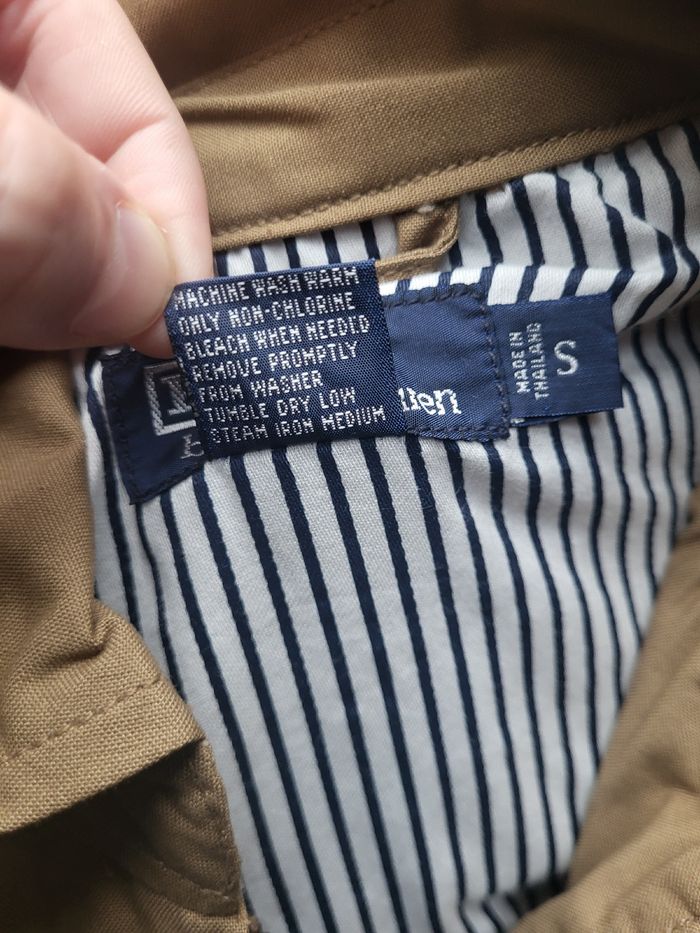 MACHINE WASH WARM
ONLY NON-CHLORINE
BLEACH WHEN NEEDED
REMOVE PROMPTLY
FROM WASHER
TUMBLE DRY LOW
STEAM IRON MEDIUM
MADE IN
THAILAND
S